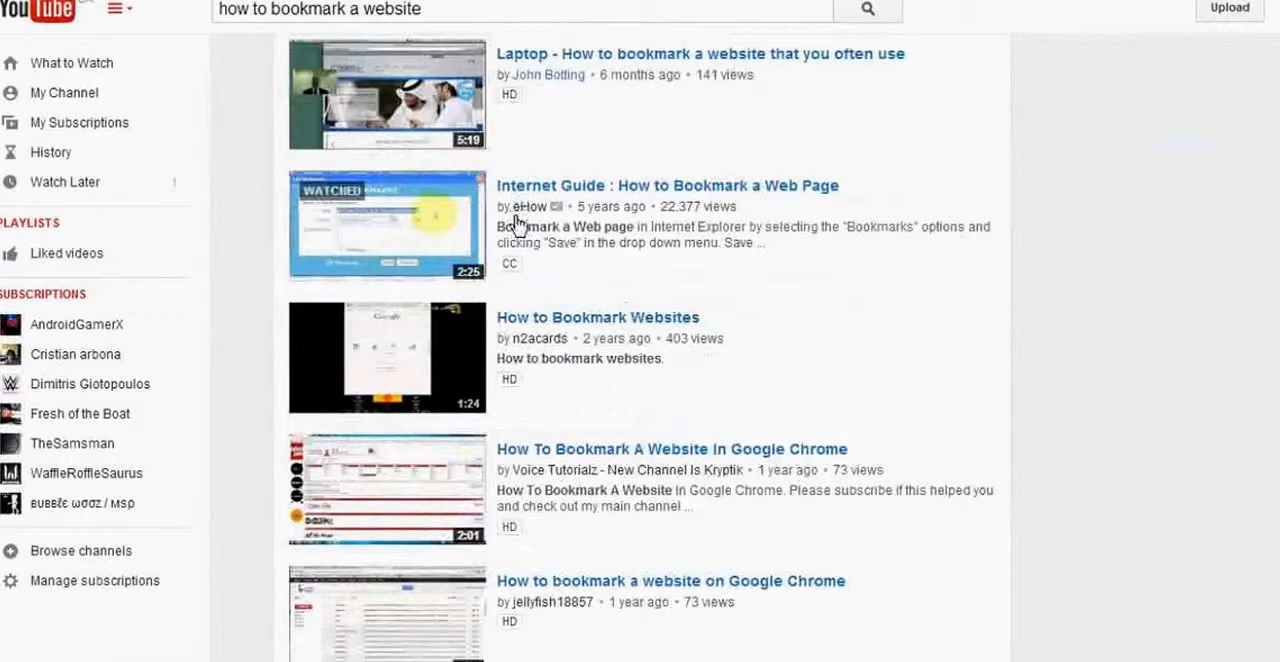 You Tube
how to bookmark a website
Upload
What to Watch
My Channel
My Subscriptions
History
Watch Later 1
PLAYLISTS
Liked videos
SUBSCRIPTIONS
AndroidGamerX
Cristian arbona
Dimitris Giotopoulos
Fresh of the Boat
TheSamsman
WaffleRoffleSaurus
Browse channels
Manage subscriptions
Laptop - How to bookmark a website that you often use
by John Botting • 6 months ago • 141 views
HD
5:19
WATCHED
Internet Guide : How to Bookmark a Web Page
by eHow • 5 years ago • 22,377 views
Bookmark a Web page in Internet Explorer by selecting the "Bookmarks" options and
clicking "Save" in the drop down menu. Save ...
CC
2:25
How to Bookmark Websites
by n2acards • 2 years ago • 403 views
How to bookmark websites.
HD
Google
1:24
How To Bookmark A Website In Google Chrome
by Voice Tutorialz - New Channel Is Kryptik • 1 year ago • 73 views
How To Bookmark A Website In Google Chrome. Please subscribe if this helped you
and check out my main channel ...
HD
2:01
How to bookmark a website on Google Chrome
by jellyfish18857 • 1 year ago • 73 views
HD